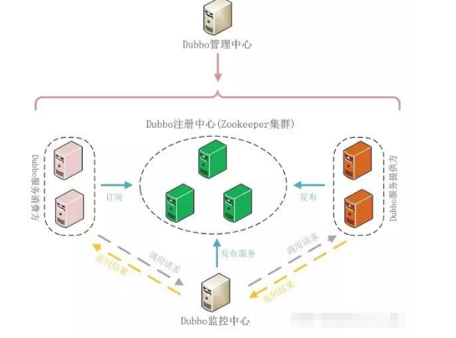 Dubbo管理中心
Dubbo注册中心(Zookeeper集群)
Dubbo服务消费方
订阅
发布
Dubbo服务提供方
发布服务
调用请求
返回结果
调用请求
返回结果
Dubbo监控中心